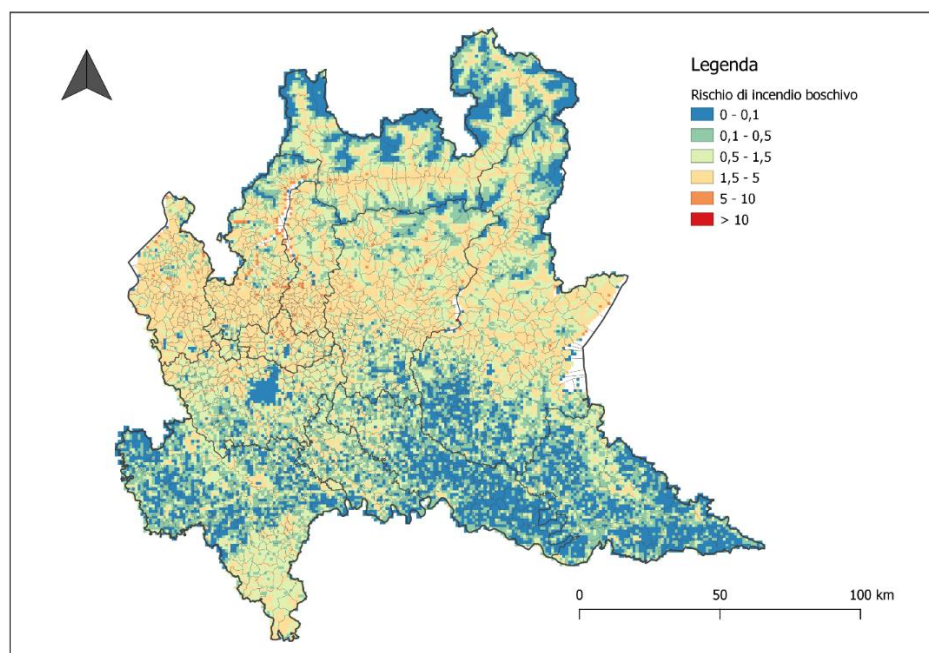 Legenda
Rischio di incendio boschivo
0 - 0,1
0,1 - 0,5
0,5 - 1,5
1,5 - 5
5 - 10
> 10
0 50 100 km